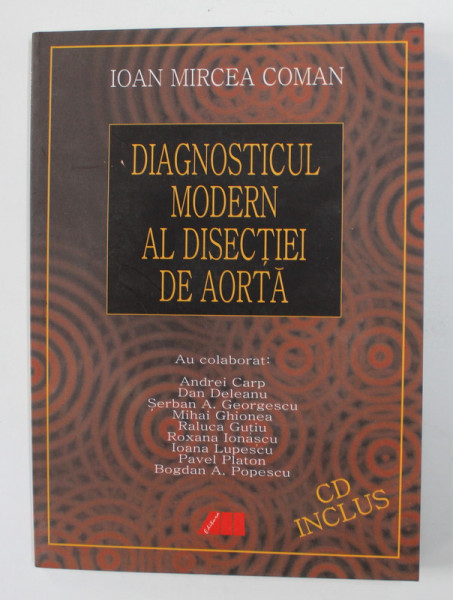 IOAN MIRCEA COMAN
DIAGNOSTICUL
MODERN
AL DISECȚIEI
DE AORTĂ
Au colaborat:
Andrei Carp
Dan Deleanu
Șerban A. Georgescu
Mihai Ghionea
Raluca Guțiu
Roxana Ionașcu
Ioana Lupescu
Pavel Platon
Bogdan A. Popescu
CD
INCLUS
Editura